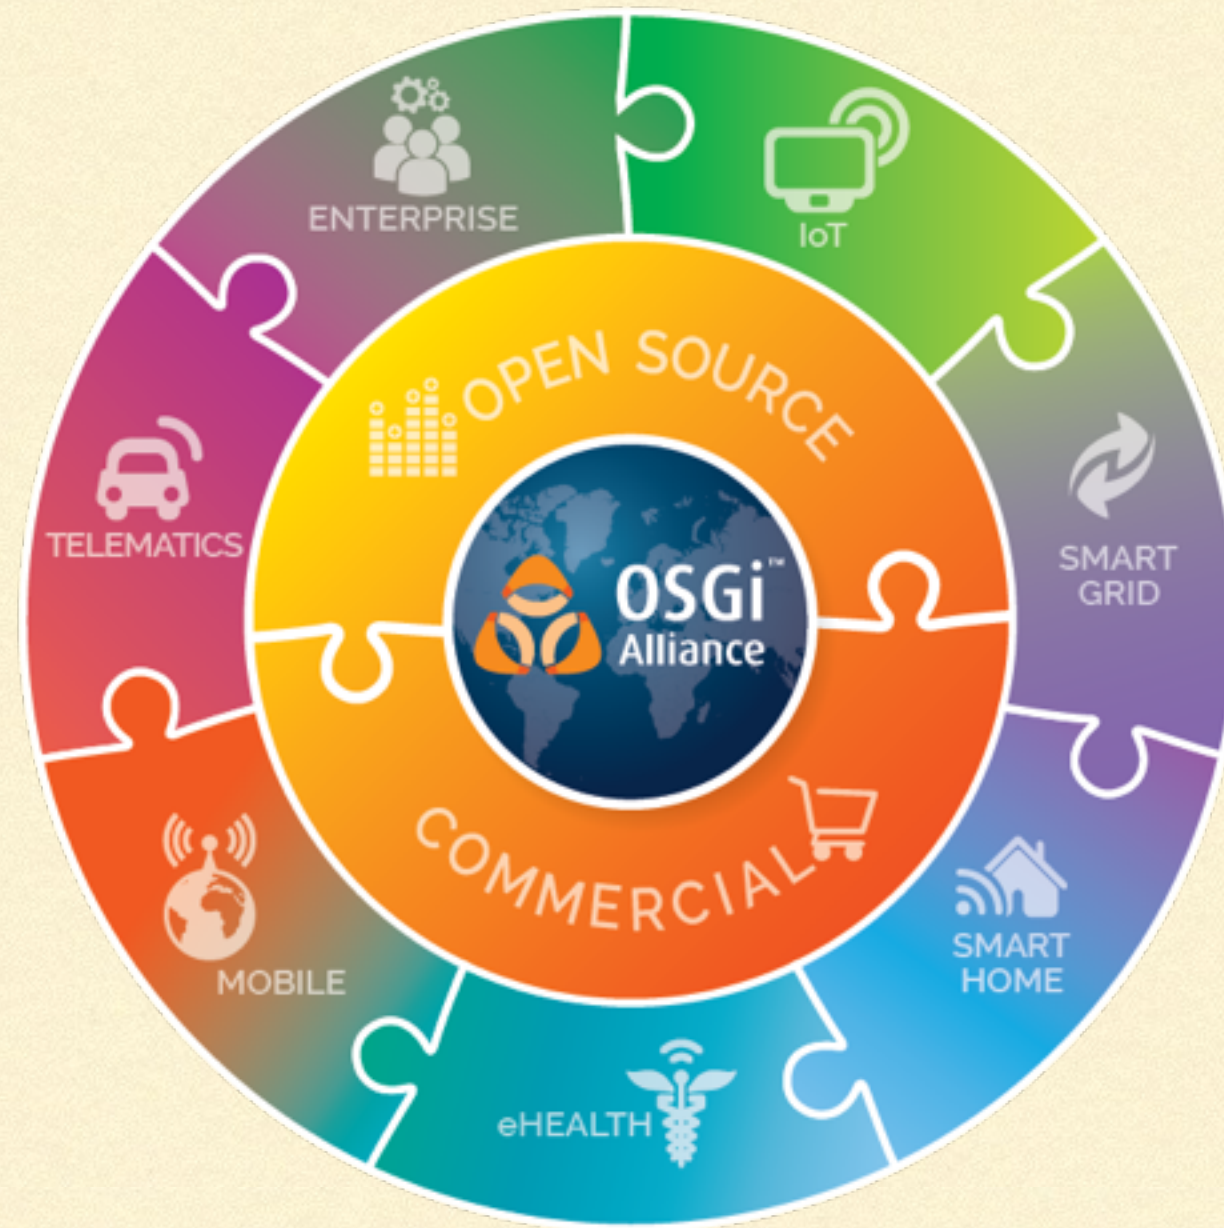 ENTERPRISE
IoT
OPEN SOURCE
TELEMATICS
SMART
GRID
OSGi™
Alliance
COMMERCIAL
MOBILE
SMART
HOME
eHEALTH